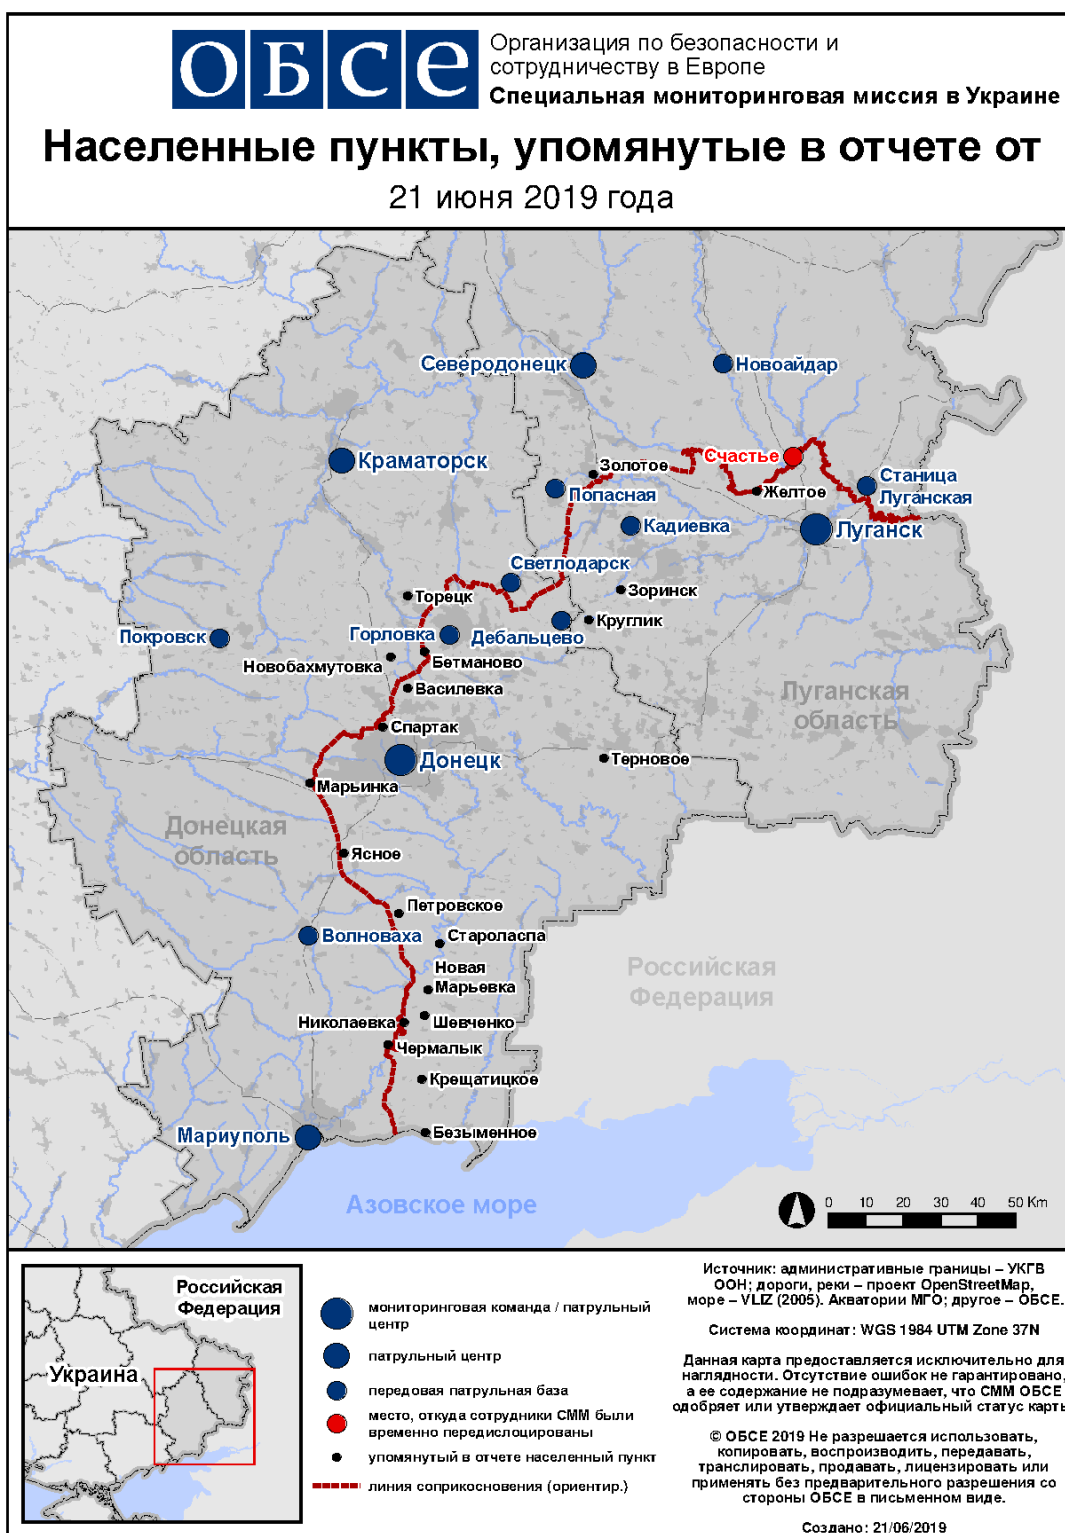 ОБСЕ
Организация по безопасности и
сотрудничеству в Европе
Специальная мониторинговая миссия в Украине
Населенные пункты, упомянутые в отчете от
21 июня 2019 года
Северодонецк
Новоайдар
Счастье
Краматорск
Золотое
Станица
Луганская
Желтое
Попасная
Кадиевка
Луганск
Светлодарск
Торецк
Зоринск
Круглик
Покровск
Горловка
Дебальцево
Новобахмутовка
Бетманово
Василевка
Луганская
область
Спартак
Донецк
Терновое
Марьинка
Донецкая
область
Ясное
Петровское
Волноваха
Староласпа
Новая
Марьевка
Российская
Федерация
Николаевка
Шевченко
Чермалык
Крещатицкое
Мариуполь
Безыменное
Азовское море
0 10 20 30 40 50 Km
Российская
Федерация
Украина
мониторинговая команда / патрульный
центр
патрульный центр
передовая патрульная база
место, откуда сотрудники СММ были
временно передислоцированы
упомянутый в отчете населенный пункт
линия соприкосновения (ориентир.)
Источник: административные границы – УКГВ
ООН; дороги, реки – проект OpenStreetMap,
море – VLIZ (2005). Акватории МГО; другое – ОБСЕ.
Система координат: WGS 1984 UTM Zone 37N
Данная карта предоставляется исключительно для
наглядности. Отсутствие ошибок не гарантировано,
а ее содержание не подразумевает, что СММ ОБСЕ
одобряет или утверждает официальный статус карты
© ОБСЕ 2019 Не разрешается использовать,
копировать, воспроизводить, передавать,
транслировать, продавать, лицензировать или
применять без предварительного разрешения со
стороны ОБСЕ в письменном виде.
Создано: 21/06/2019